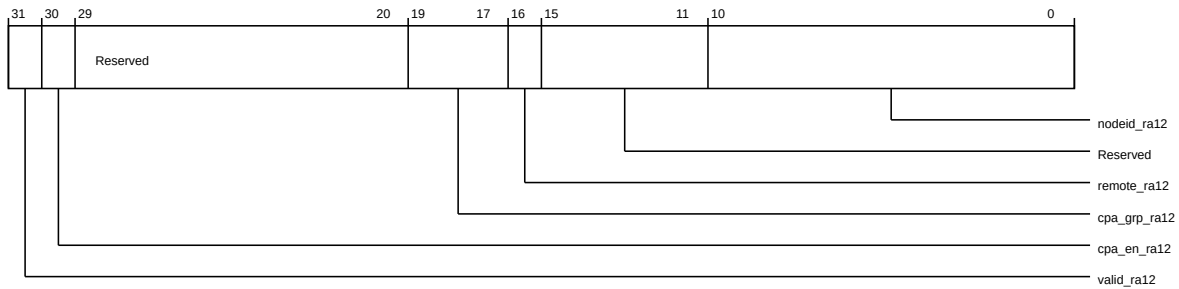 31 30 29 20 19 17 16 15 11 10 0
Reserved
nodeid_ra12
Reserved
remote_ra12
cpa_grp_ra12
cpa_en_ra12
valid_ra12